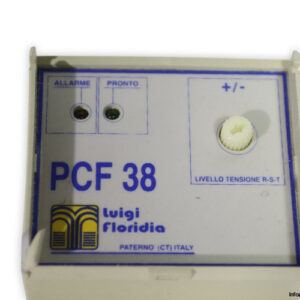 ALLARME PRONTO
+/-
PCF 38
LIVELLO TENSIONE R-S-T
Luigi
Floridia
PATERNO' (CT) ITALY